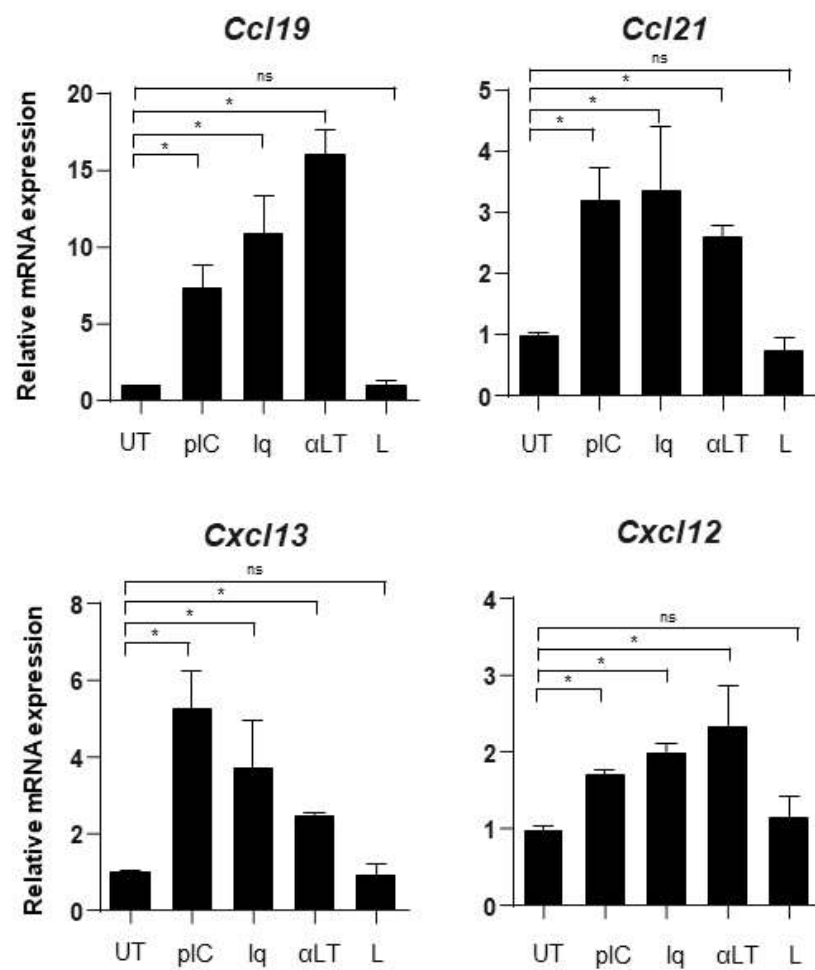 Ccl19
ns
*
*
*
Relative mRNA expression
20
15
10
5
0
UT pIC Iq αLT L
Ccl21
ns
*
*
*
5
4
3
2
1
0
UT pIC Iq αLT L
Cxcl13
ns
*
*
*
Relative mRNA expression
8
6
4
2
0
UT pIC Iq αLT L
Cxcl12
ns
*
*
*
4
3
2
1
0
UT pIC Iq αLT L